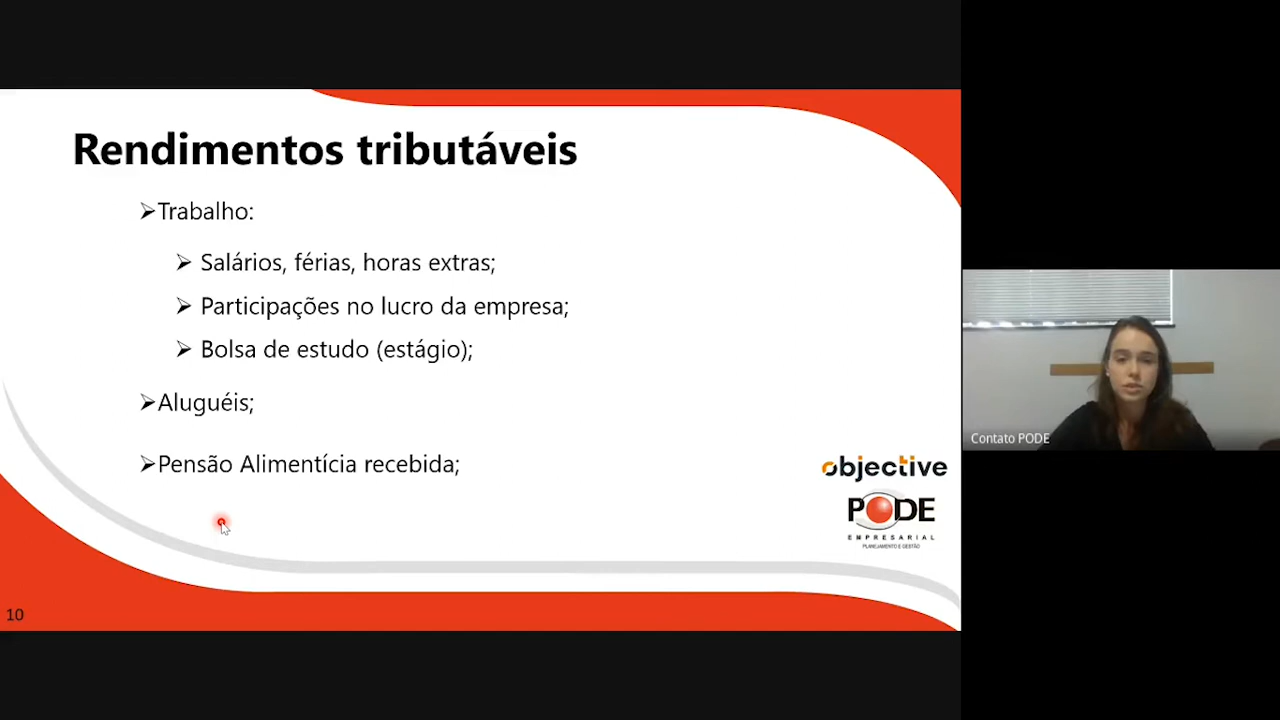 Rendimentos tributáveis
Trabalho:
Salários, férias, horas extras;
Participações no lucro da empresa;
Bolsa de estudo (estágio);
Aluguéis;
Pensão Alimentícia recebida;
objective
PODE
EMPRESARIAL
PLANEJAMENTO E GESTÃO
10
Contato PODE